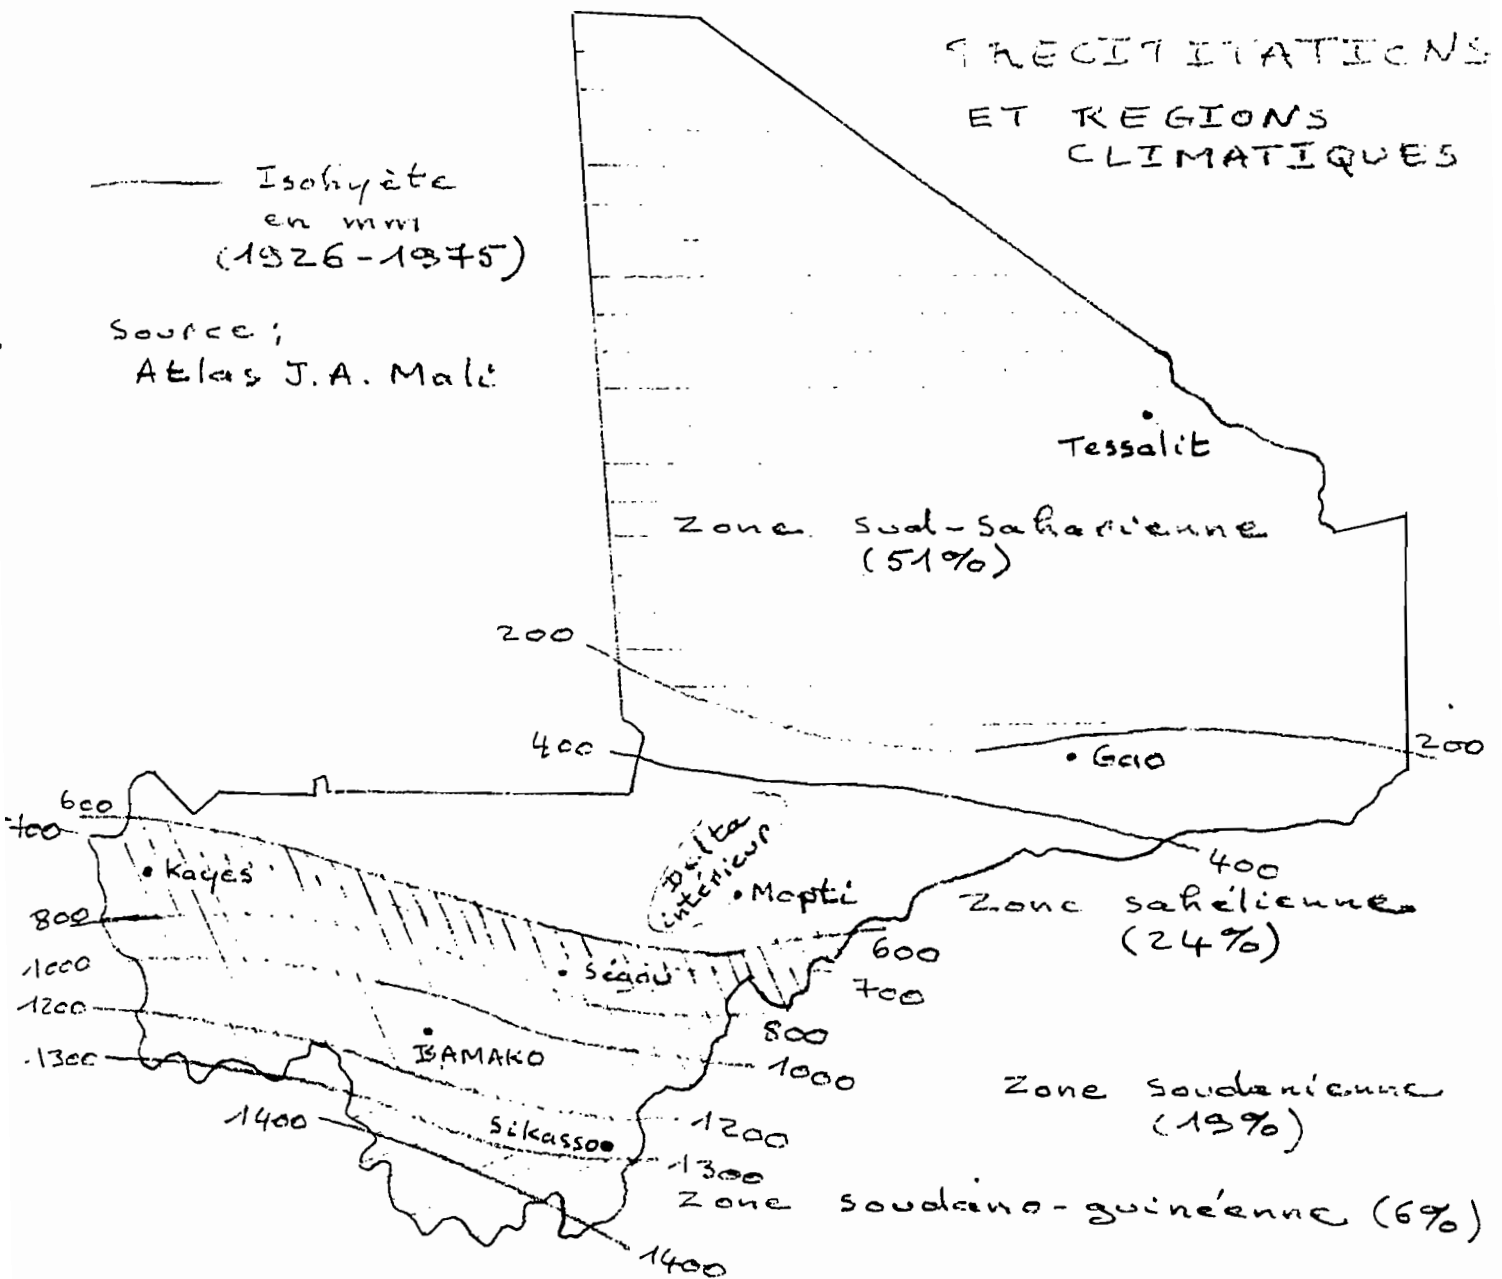 PRECIPITATIONS
ET REGIONS
CLIMATIQUES
Isohyète
en mm
(1926-1975)
Source :
Atlas J.A. Mali
Tessalit
Zone sud-saharienne
(51%)
200
400
200
Gao
600
700
Delta
intérieur
Kayes
Mopti
400
Zone sahélienne
(24%)
800
600
1000
Ségou
700
1200
800
BAMAKO
1300
1000
Zone soudanienne
(19%)
1400
1200
Sikasso
1300
Zone soudano-guinéenne (6%)
1400